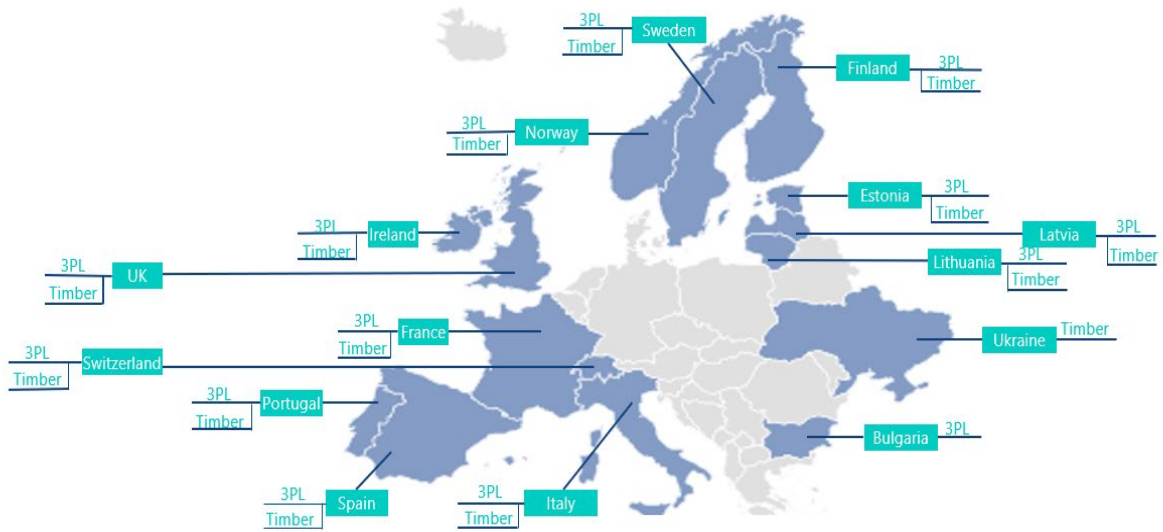 3PL Sweden
Timber
Finland 3PL
Timber
3PL Norway
Timber
Estonia 3PL
Timber
3PL Ireland
Timber
Latvia 3PL
Timber
Lithuania 3PL
Timber
3PL UK
Timber
3PL France
Timber
Ukraine Timber
3PL Switzerland
Timber
3PL Portugal
Timber
Bulgaria 3PL
3PL Spain
Timber
3PL Italy
Timber